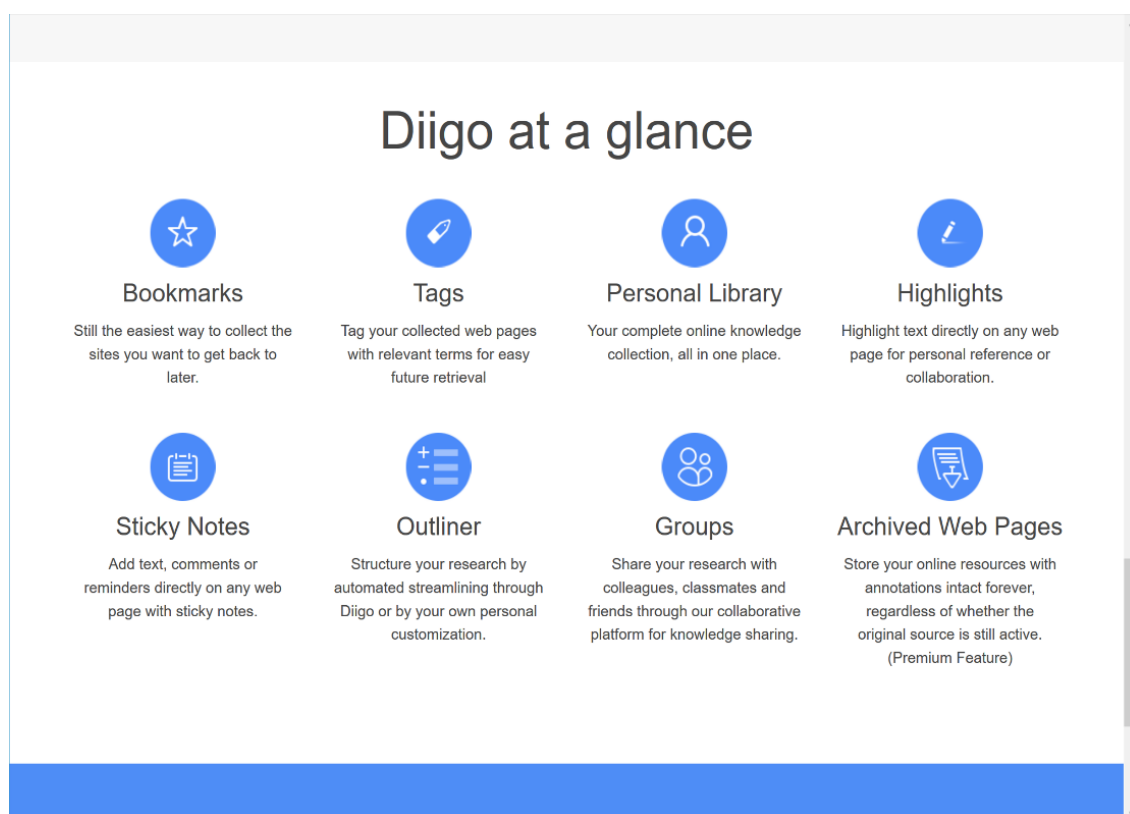 Diigo at a glance
Bookmarks
Still the easiest way to collect the
sites you want to get back to
later.
Tags
Tag your collected web pages
with relevant terms for easy
future retrieval
Personal Library
Your complete online knowledge
collection, all in one place.
Highlights
Highlight text directly on any web
page for personal reference or
collaboration.
Sticky Notes
Add text, comments or
reminders directly on any web
page with sticky notes.
Outliner
Structure your research by
automated streamlining through
Diigo or by your own personal
customization.
Groups
Share your research with
colleagues, classmates and
friends through our collaborative
platform for knowledge sharing.
Archived Web Pages
Store your online resources with
annotations intact forever,
regardless of whether the
original source is still active.
(Premium Feature)